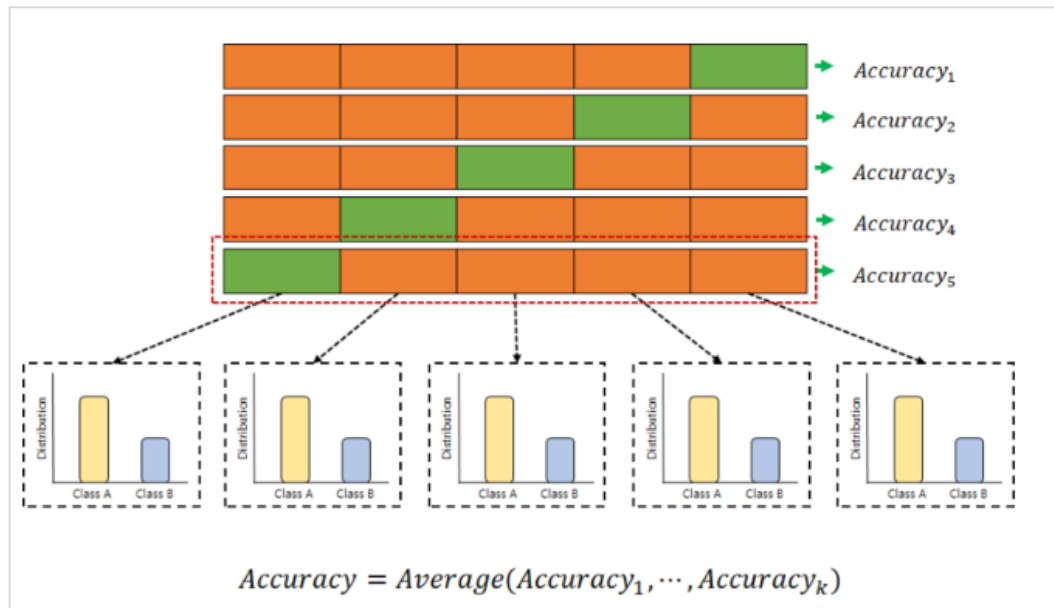 Accuracy₁
Accuracy₂
Accuracy₃
Accuracy₄
Accuracy₅
Distribution
Class A Class B
Distribution
Class A Class B
Distribution
Class A Class B
Distribution
Class A Class B
Distribution
Class A Class B
Accuracy = Average(Accuracy₁, ⋯, Accuracyₖ)